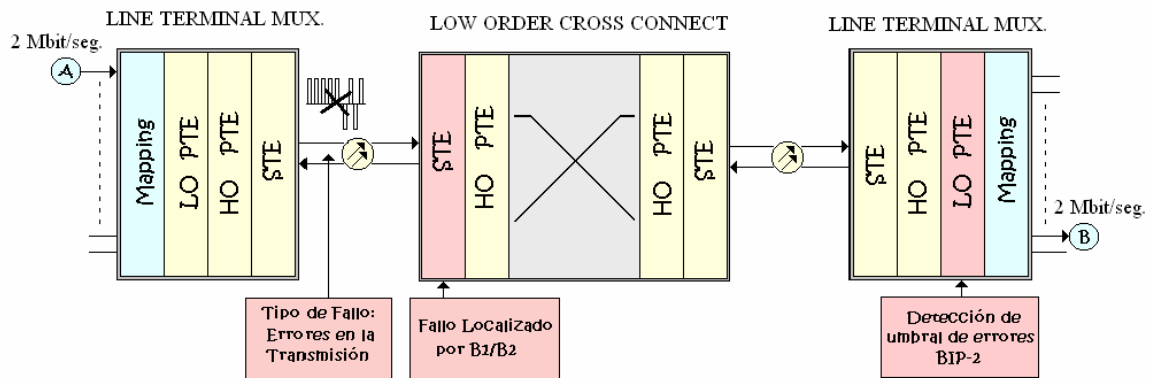 LINE TERMINAL MUX.
LOW ORDER CROSS CONNECT
LINE TERMINAL MUX.
2 Mbit/seg.
A
Mapping
LO PTE
HO PTE
STE
STE
HO PTE
HO PTE
STE
STE
HO PTE
LO PTE
Mapping
2 Mbit/seg.
B
Tipo de Fallo:
Errores en la
Transmisión
Fallo Localizado
por B1/B2
Detección de
umbral de errores
BIP-2